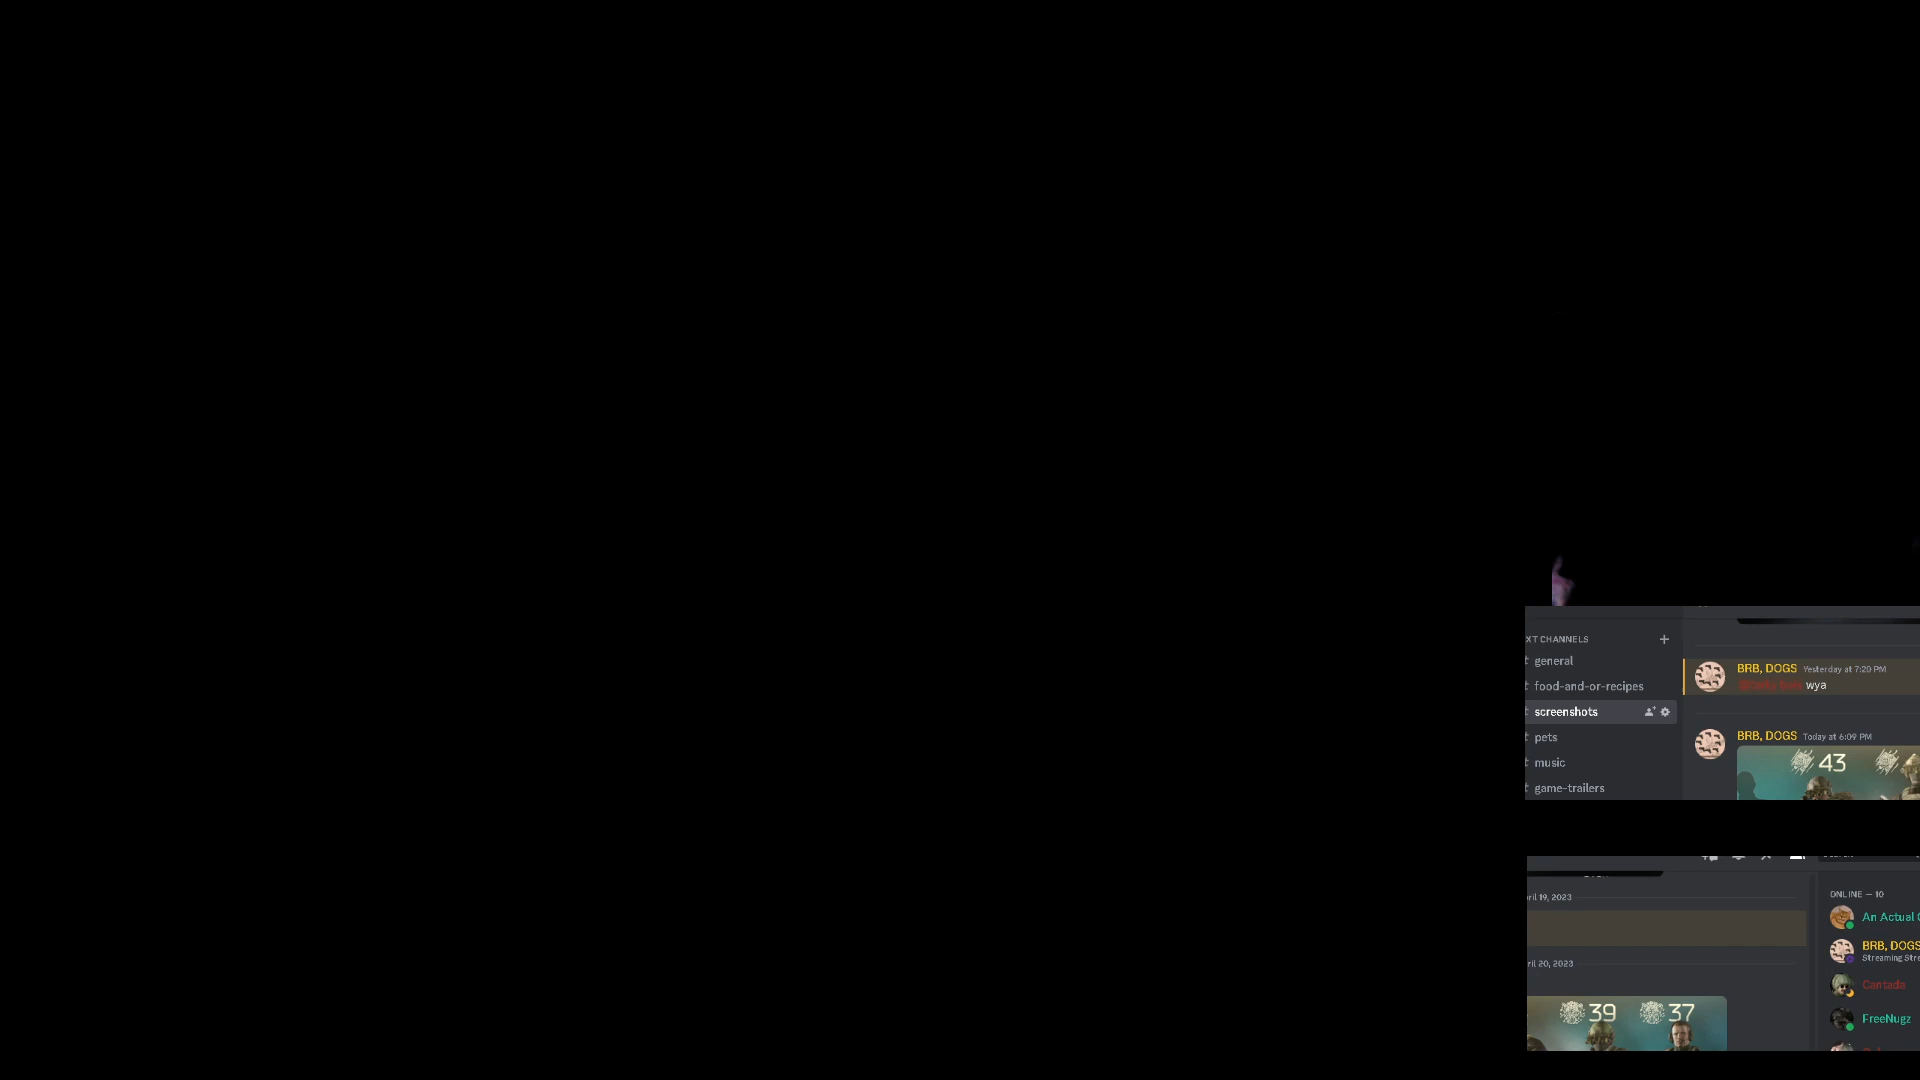 XT CHANNELS
general
food-and-or-recipes
screenshots
pets
music
game-trailers
BRB, DOGS Yesterday at 7:20 PM
wya
BRB, DOGS Today at 6:09 PM
43
ril 19, 2023
ril 20, 2023
39 37
ONLINE — 10
An Actual
BRB, DOGS
Streaming Stre
Cantada
FreeNugz